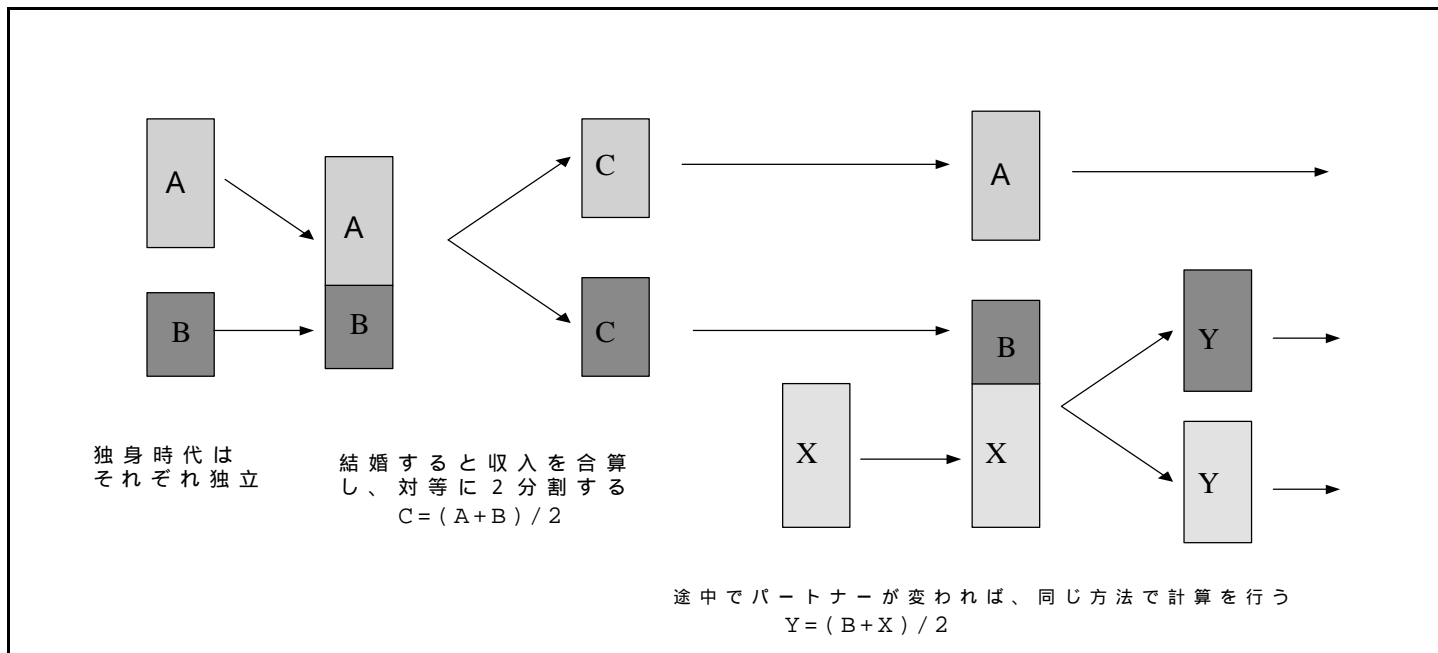 A
B
A
B
C
C
A
B
X
X
Y
Y
独身時代は
それぞれ独立
結婚すると収入を合算
し、対等に2分割する
C=(A+B)/2
途中でパートナーが変われば、同じ方法で計算を行う
Y=(B+X)/2